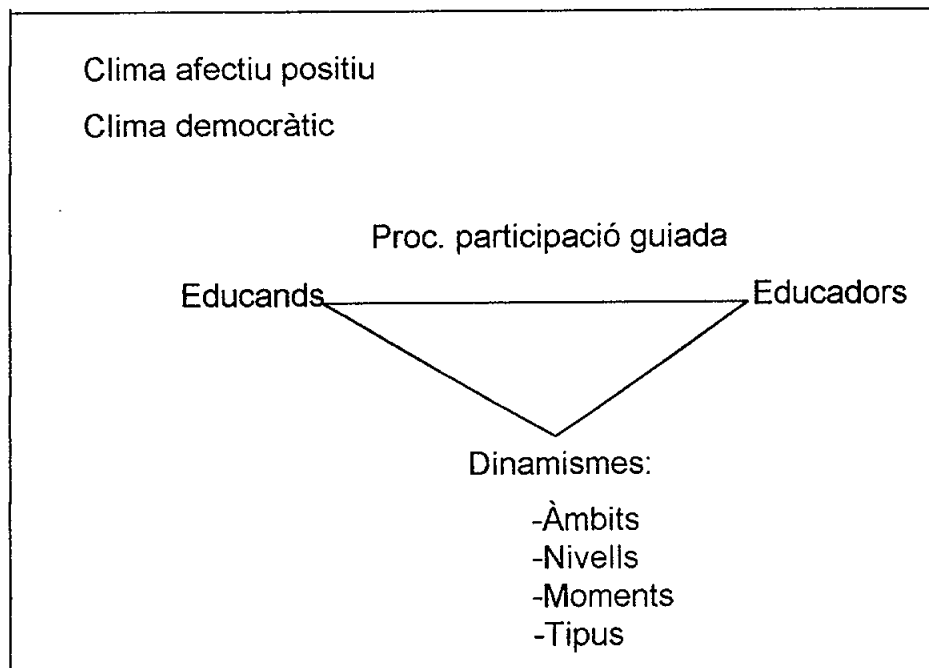 Clima afectiu positiu
Clima democràtic
Proc. participació guiada
Educands
Educadors
Dinamismes:
-Àmbits
-Nivells
-Moments
-Tipus